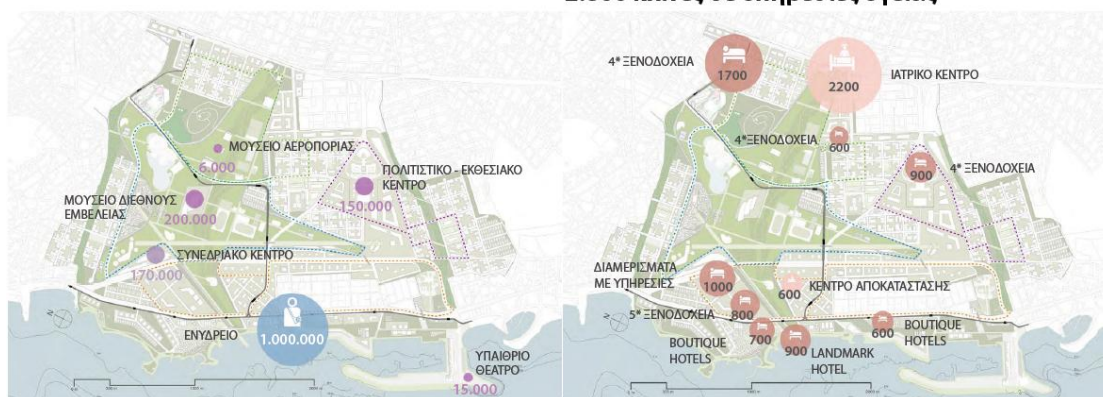 ΜΟΥΣΕΙΟ ΑΕΡΟΠΟΡΙΑΣ
6.000
ΠΟΛΙΤΙΣΤΙΚΟ - ΕΚΘΕΣΙΑΚΟ
ΚΕΝΤΡΟ
150.000
ΜΟΥΣΕΙΟ ΔΙΕΘΝΟΥΣ
ΕΜΒΕΛΕΙΑΣ
200.000
ΣΥΝΕΔΡΙΑΚΟ ΚΕΝΤΡΟ
170.000
ΕΝΥΔΡΕΙΟ
1.000.000
ΥΠΑΙΘΡΙΟ
ΘΕΑΤΡΟ
15.000
4* ΞΕΝΟΔΟΧΕΙΑ
1700
ΙΑΤΡΙΚΟ ΚΕΝΤΡΟ
2200
4*ΞΕΝΟΔΟΧΕΙΑ
600
900
4* ΞΕΝΟΔΟΧΕΙΑ
ΔΙΑΜΕΡΙΣΜΑΤΑ
ΜΕ ΥΠΗΡΕΣΙΕΣ
1000
600
ΚΕΝΤΡΟ ΑΠΟΚΑΤΑΣΤΑΣΗΣ
5* ΞΕΝΟΔΟΧΕΙΑ
800
BOUTIQUE
HOTELS
700
900
LANDMARK
HOTEL
600
BOUTIQUE
HOTELS